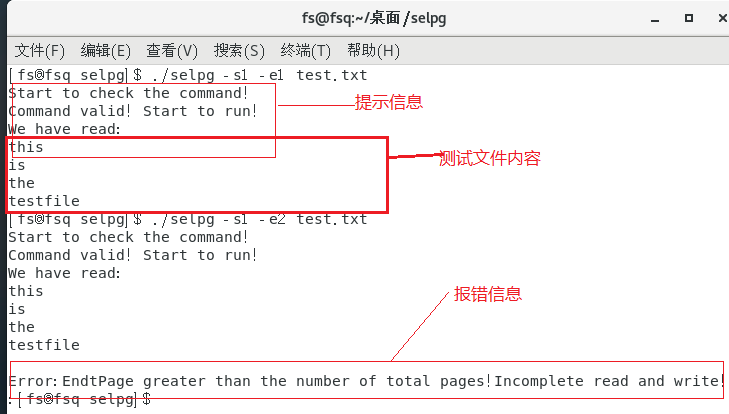 fs@fsq:~/桌面/selpg
文件(F) 编辑(E) 查看(V) 搜索(S) 终端(T) 帮助(H)
[fs@fsq selpg]$ ./selpg -s1 -e1 test.txt
Start to check the command!
Command valid! Start to run!
提示信息
We have read:
this
测试文件内容
is
the
testfile
[fs@fsq selpg]$ ./selpg -s1 -e2 test.txt
Start to check the command!
Command valid! Start to run!
We have read:
this
报错信息
is
the
testfile
Error:EndtPage greater than the number of total pages!Incomplete read and write!
:[fs@fsq selpg]$